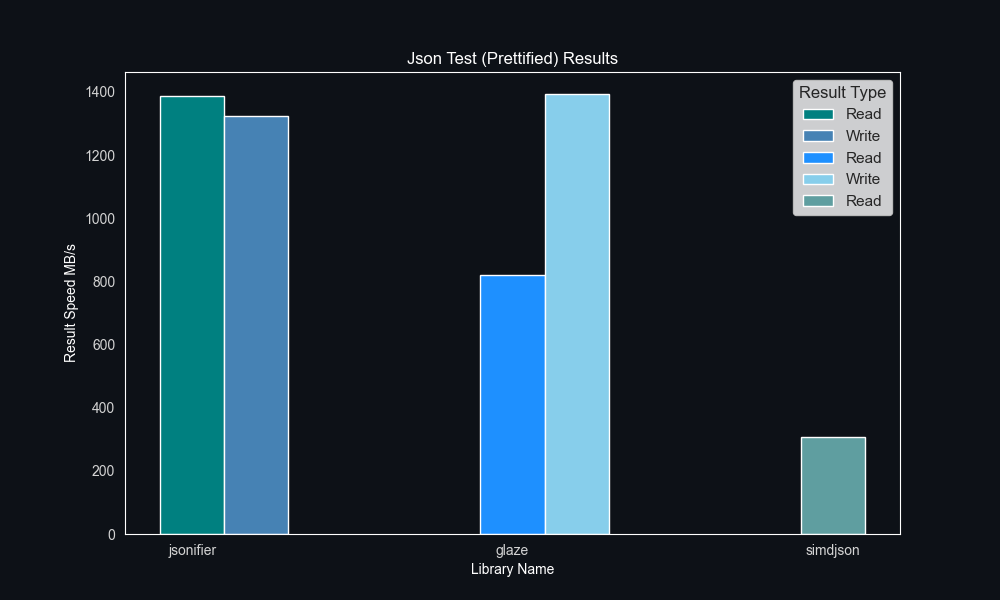 Json Test (Prettified) Results
Result Type
Read
Write
Read
Write
Read
1400
1200
1000
800
600
400
200
0
Result Speed MB/s
jsonifier
glaze
simdjson
Library Name